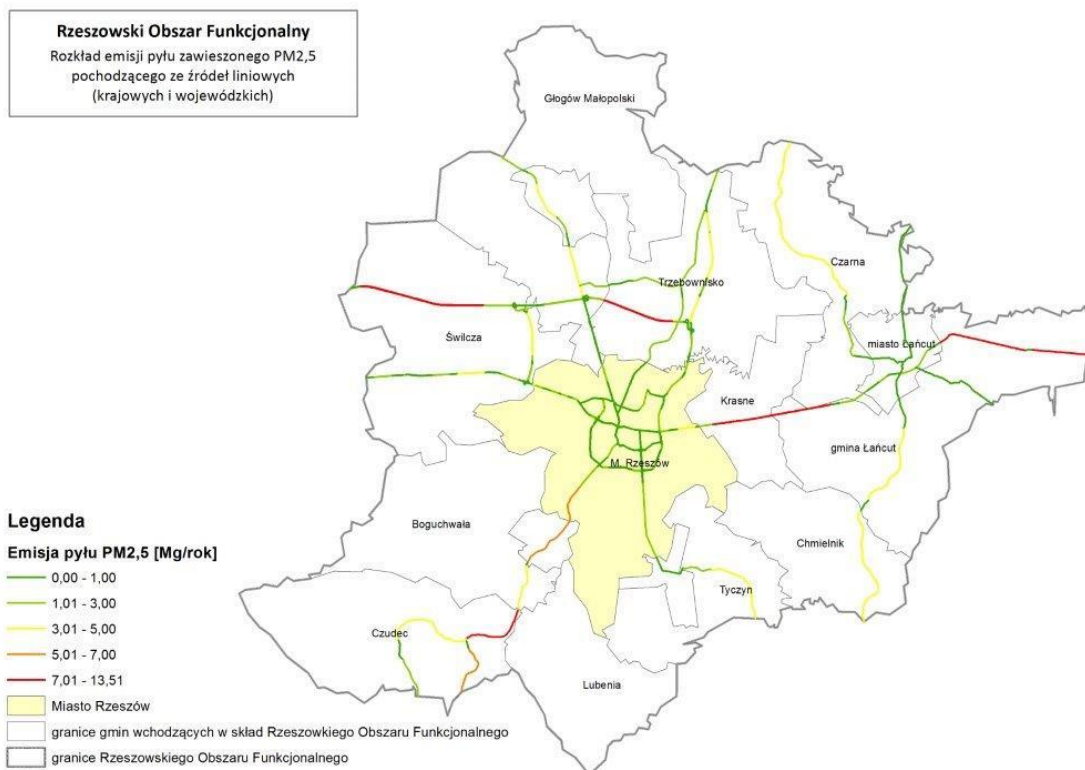 Rzeszowski Obszar Funkcjonalny
Rozkład emisji pyłu zawieszonego PM2,5
pochodzącego ze źródeł liniowych
(krajowych i wojewódzkich)
Głogów Małopolski
Czarna
Trzebownisko
Świlcza
miasto Łańcut
Krasne
gmina Łańcut
M. Rzeszów
Boguchwała
Chmielnik
Tyczyn
Czudec
Lubenia
Legenda
Emisja pyłu PM2,5 [Mg/rok]
0,00 - 1,00
1,01 - 3,00
3,01 - 5,00
5,01 - 7,00
7,01 - 13,51
Miasto Rzeszów
granice gmin wchodzących w skład Rzeszowkiego Obszaru Funkcjonalnego
granice Rzeszowskiego Obszaru Funkcjonalnego